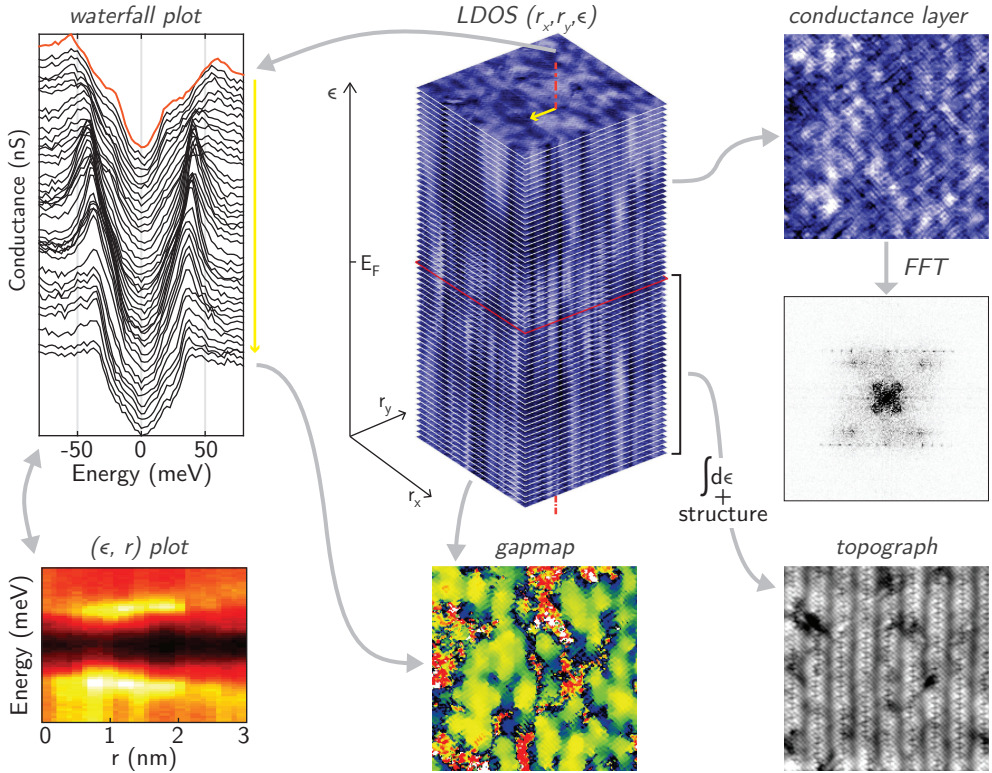 waterfall plot
LDOS (r_x,r_y,ϵ)
conductance layer
Conductance (nS)
-50
0
50
Energy (meV)
ϵ
E_F
r_y
r_x
FFT
∫dϵ
+
structure
(ϵ, r) plot
gapmap
topograph
Energy (meV)
0
1
2
3
r (nm)